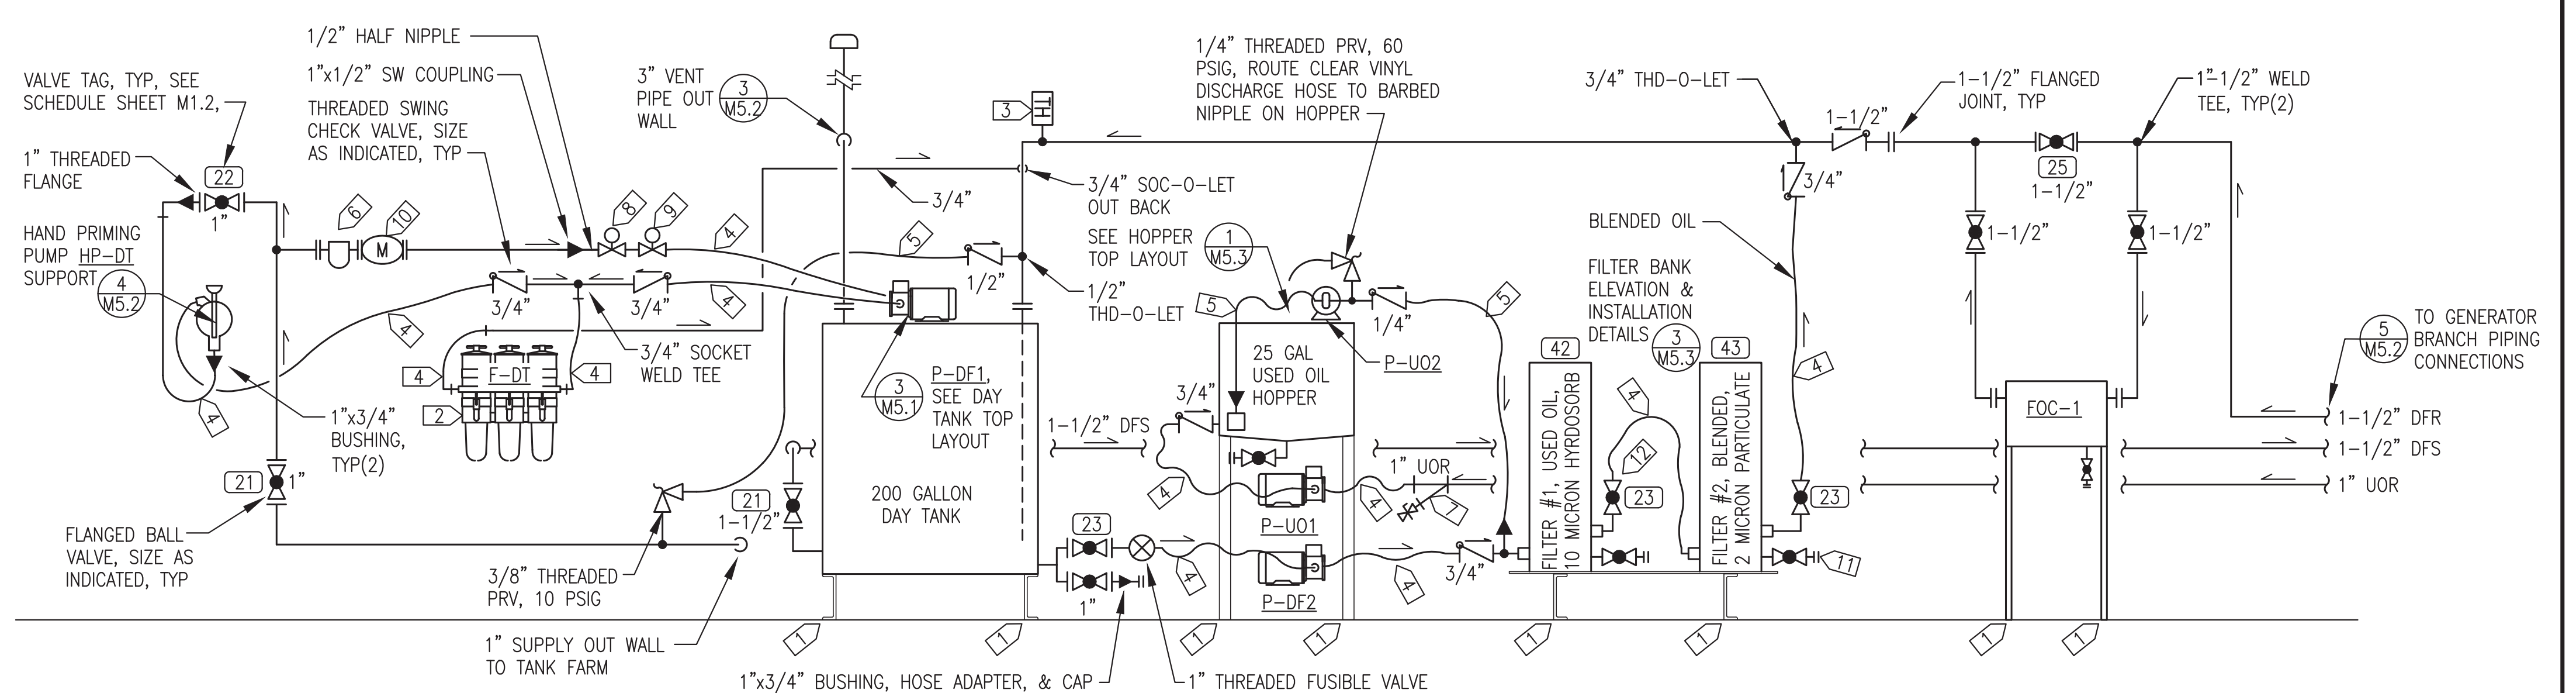 1/2" HALF NIPPLE
1"x1/2" SW COUPLING
VALVE TAG, TYP, SEE
SCHEDULE SHEET M1.2,
THREADED SWING
CHECK VALVE, SIZE
AS INDICATED, TYP
1" THREADED
FLANGE
22
1"
HAND PRIMING
PUMP HP-DT
SUPPORT
4
M5.2
6
10
M
8
9
4
3/4"
3/4"
4
4
3/4" SOCKET
WELD TEE
4
F-DT
4
2
4
1"x3/4"
BUSHING,
TYP(2)
21
1"
FLANGED BALL
VALVE, SIZE AS
INDICATED, TYP
3/8" THREADED
PRV, 10 PSIG
1" SUPPLY OUT WALL
TO TANK FARM
3" VENT
PIPE OUT
WALL
3
M5.2
3/4"
3
TH
3/4" SOC-O-LET
OUT BACK
5
1/2"
1/2"
THD-O-LET
3
M5.1
P-DF1,
SEE DAY
TANK TOP
LAYOUT
21
1-1/2"
200 GALLON
DAY TANK
1
1
1-1/2" DFS
23
1"
4
1"x3/4" BUSHING, HOSE ADAPTER, & CAP
1" THREADED FUSIBLE VALVE
1/4" THREADED PRV, 60
PSIG, ROUTE CLEAR VINYL
DISCHARGE HOSE TO BARBED
NIPPLE ON HOPPER
SEE HOPPER
TOP LAYOUT
1
M5.3
5
1/4"
5
P-UO2
25 GAL
USED OIL
HOPPER
3/4"
4
P-UO1
4
1" UOR
7
P-DF2
4
3/4"
1
1
3/4" THD-O-LET
1-1/2"
1-1/2" FLANGED
JOINT, TYP
1"-1/2" WELD
TEE, TYP(2)
3/4"
25
1-1/2"
BLENDED OIL
1-1/2"
1-1/2"
FILTER BANK
ELEVATION &
INSTALLATION
DETAILS
3
M5.3
42
43
FILTER #1, USED OIL,
10 MICRON HYRDOSORB
FILTER #2, BLENDED,
2 MICRON PARTICULATE
4
12
23
4
23
11
1
1
FOC-1
1
1
5
M5.2
TO GENERATOR
BRANCH PIPING
CONNECTIONS
1-1/2" DFR
1-1/2" DFS
1" UOR